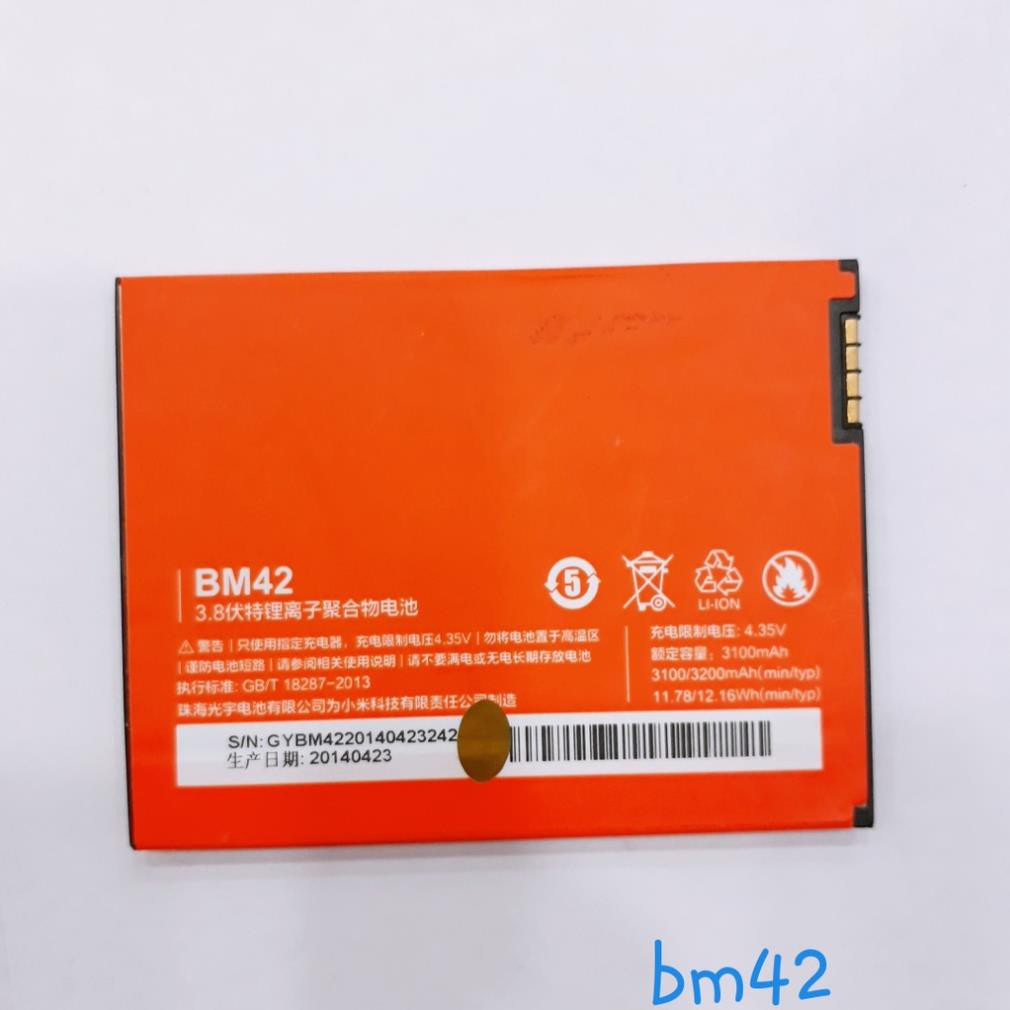 BM42
3.8伏特锂离子聚合物电池
5
LI-ION
警告 | 只使用指定充电器，充电限制电压4.35V | 勿将电池置于高温区
| 谨防电池短路 | 请参阅相关使用说明 | 请不要满电或无电长期存放电池
执行标准: GB/T 18287-2013
珠海光宇电池有限公司为小米科技有限责任公司制造
充电限制电压: 4.35V
额定容量: 3100mAh
3100/3200mAh(min/typ)
11.78/12.16Wh(min/typ)
S/N: GYBM4220140423242
生产日期: 20140423
bm42